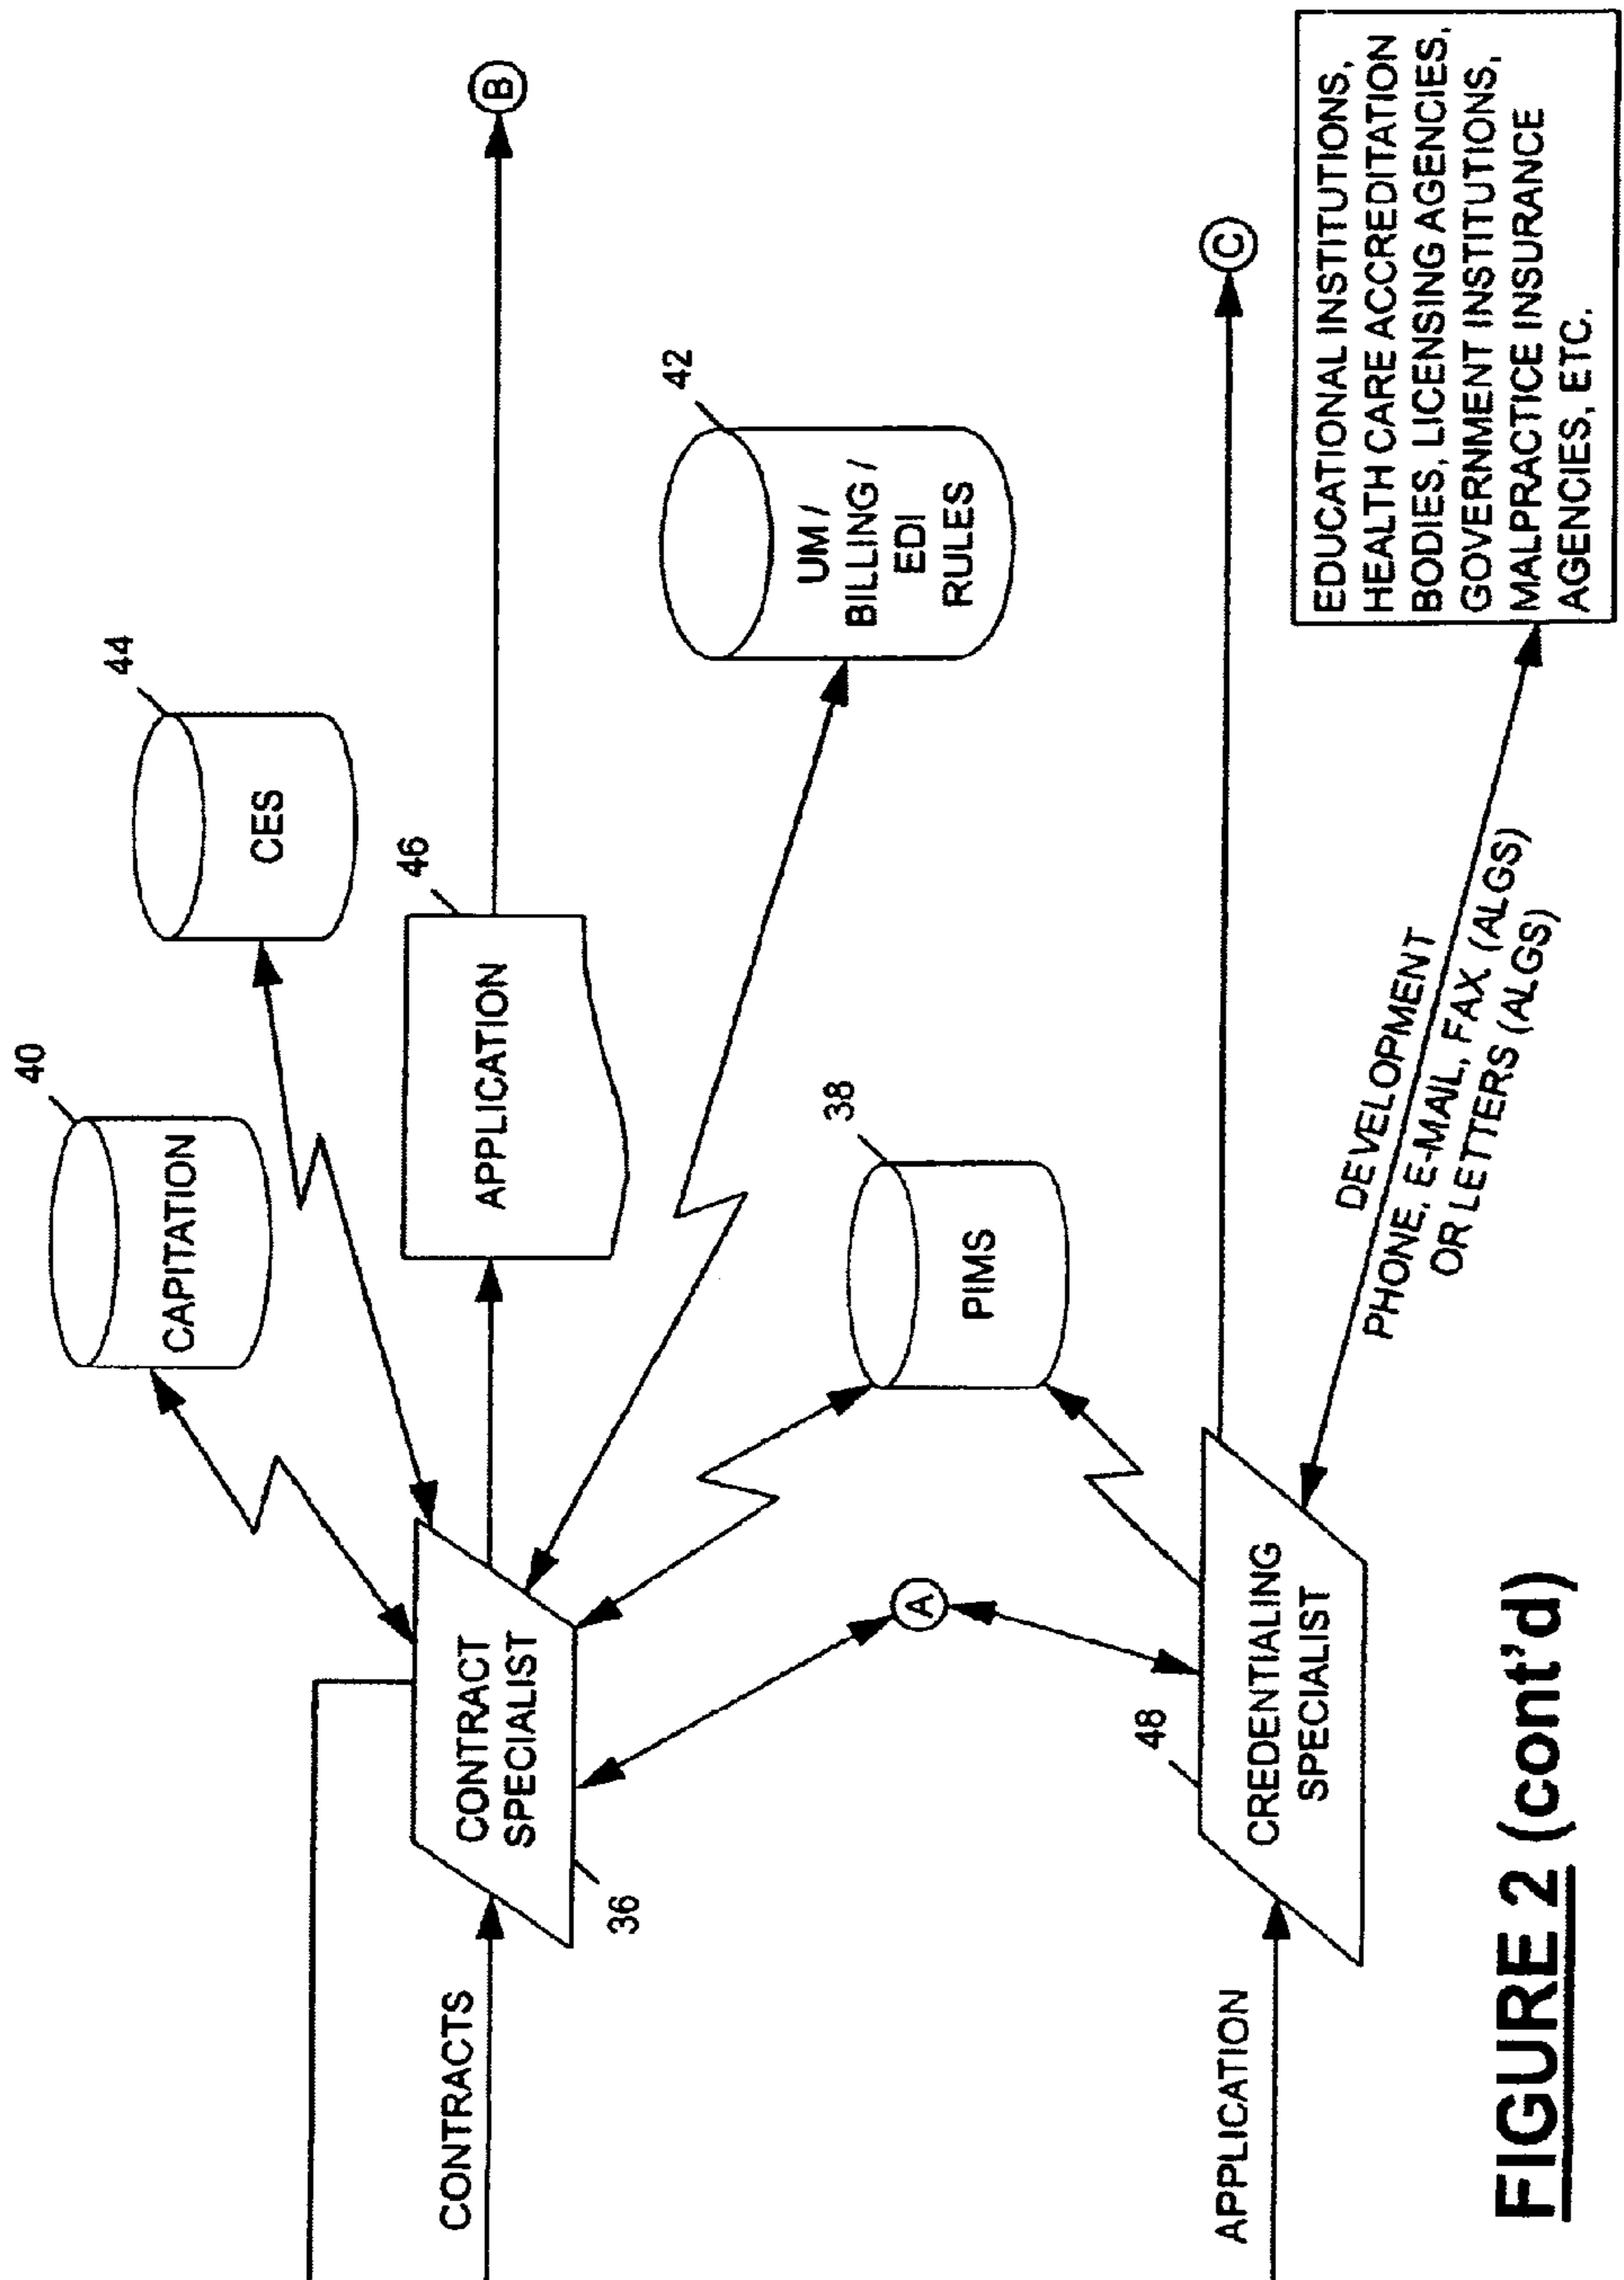 40
CAPITATION
44
CES
CONTRACTS
CONTRACT
SPECIALIST
36
46
APPLICATION
B
42
UM /
BILLING /
EDI
RULES
38
PIMS
A
APPLICATION
48
CREDENTIALING
SPECIALIST
C
DEVELOPMENT
PHONE, E-MAIL, FAX (ALGS)
OR LETTERS (ALGS)
EDUCATIONAL INSTITUTIONS,
HEALTH CARE ACCREDITATION
BODIES, LICENSING AGENCIES,
GOVERNMENT INSTITUTIONS,
MALPRACTICE INSURANCE
AGENCIES, ETC.
FIGURE 2 (cont'd)